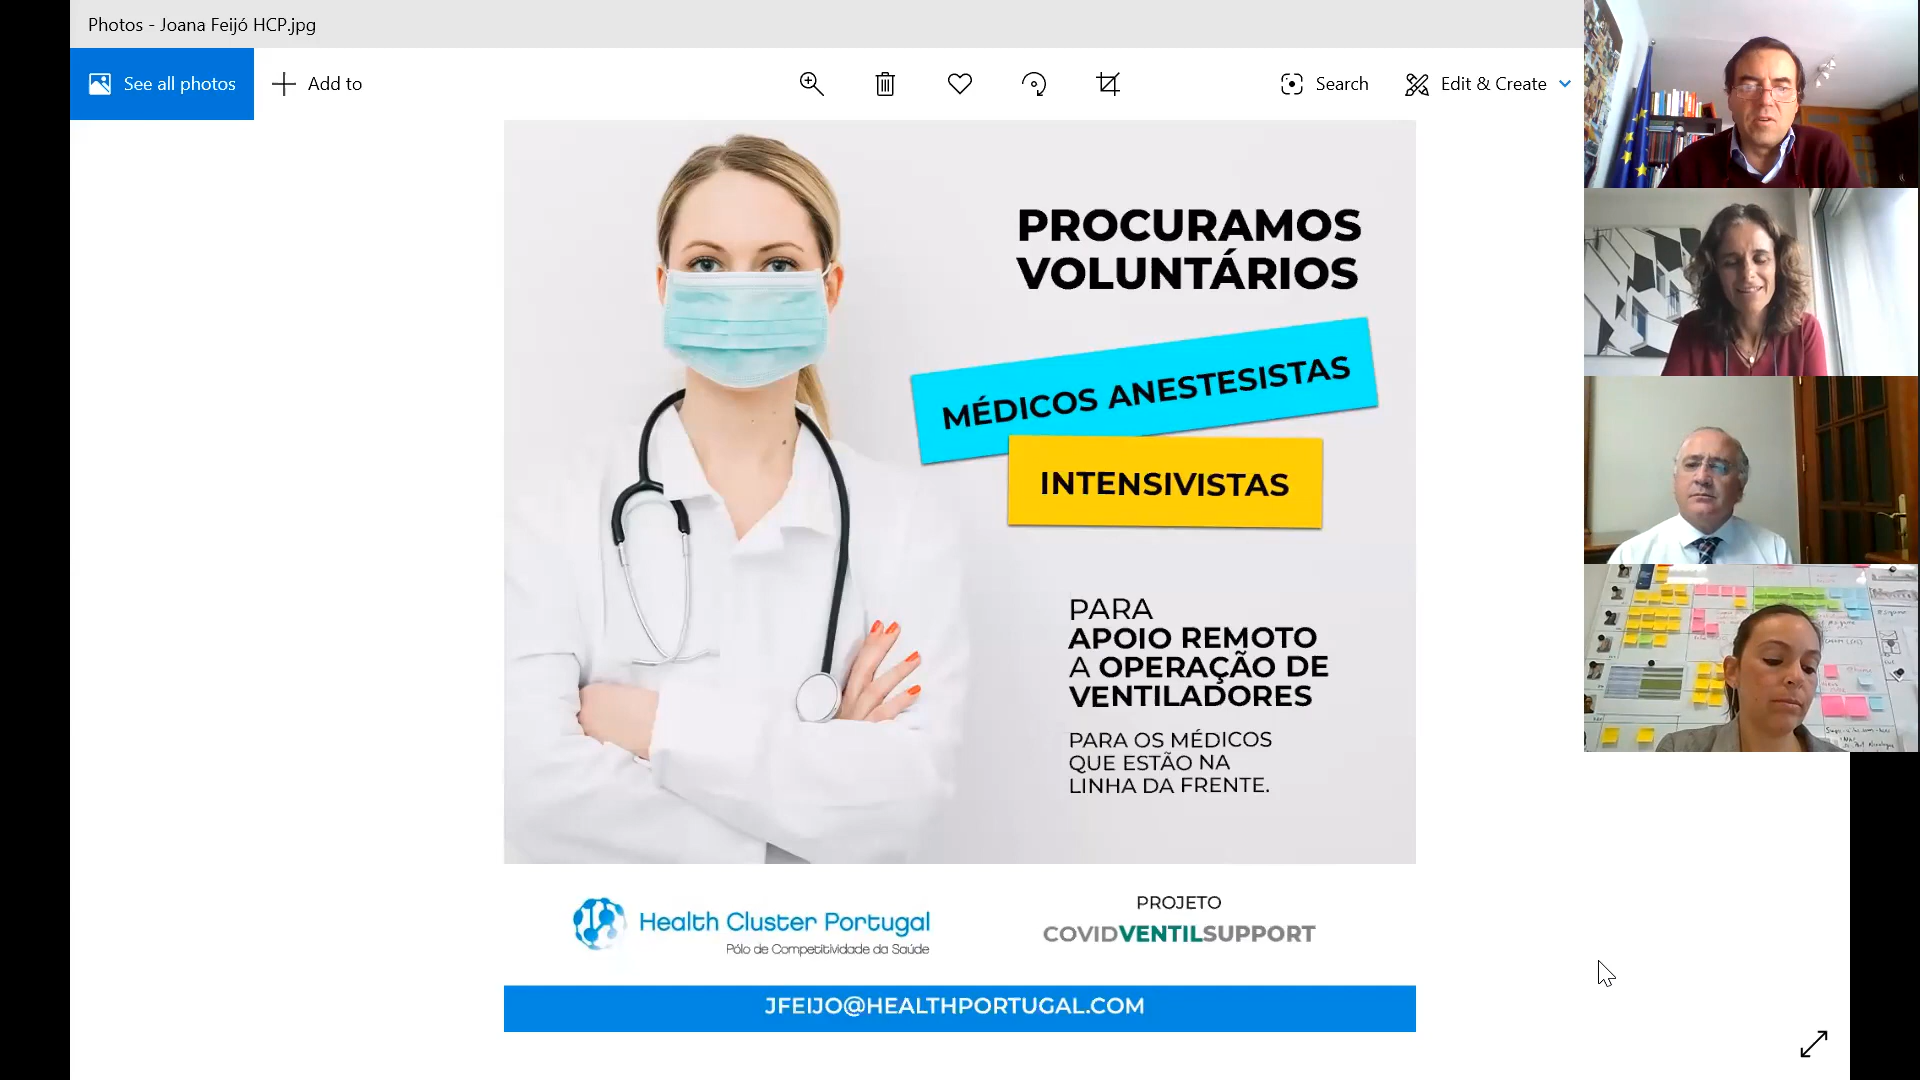 Photos - Joana Feijó HCP.jpg
See all photos
Add to
Search
Edit & Create
PROCURAMOS
VOLUNTÁRIOS
MÉDICOS ANESTESISTAS
INTENSIVISTAS
PARA
APOIO REMOTO
A OPERAÇÃO DE
VENTILADORES
PARA OS MÉDICOS
QUE ESTÃO NA
LINHA DA FRENTE.
Health Cluster Portugal
Pólo de Competitividade da Saúde
PROJETO
COVIDVENTILSUPPORT
JFEIJO@HEALTHPORTUGAL.COM